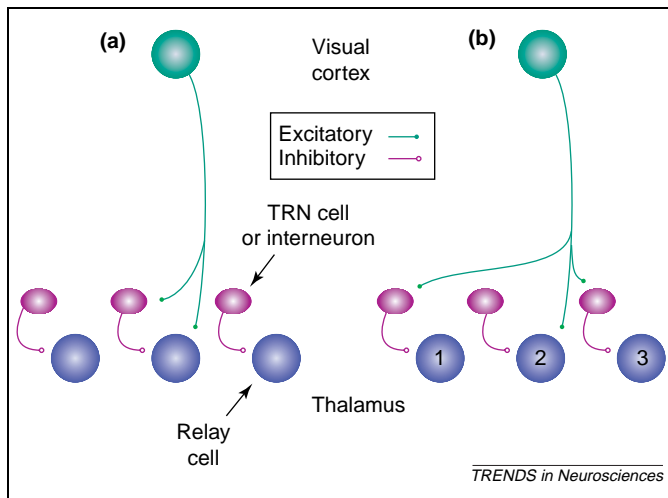 (a)
Visual
cortex
(b)
Excitatory
Inhibitory
TRN cell
or interneuron
1
2
3
Thalamus
Relay
cell
TRENDS in Neurosciences